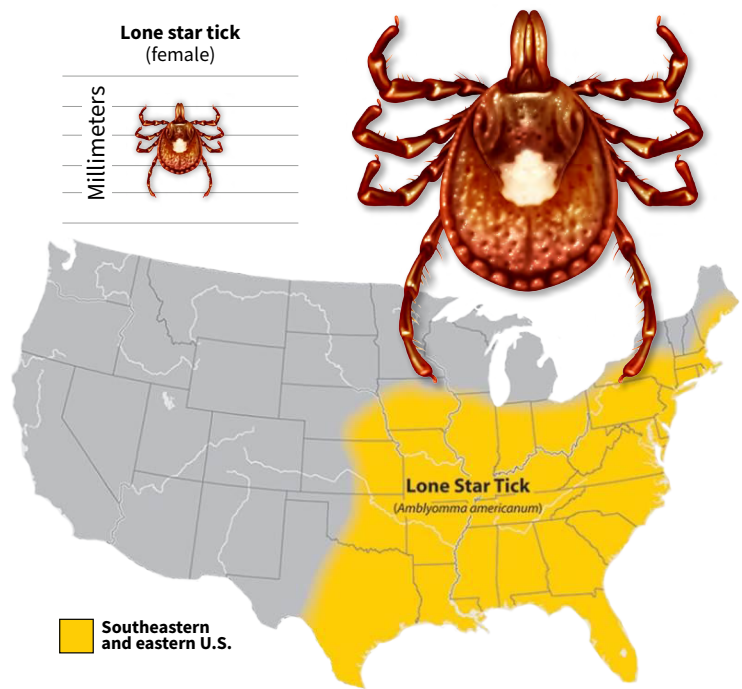 Lone star tick
(female)
Millimeters
Lone Star Tick
(Amblyomma americanum)
Southeastern
and eastern U.S.